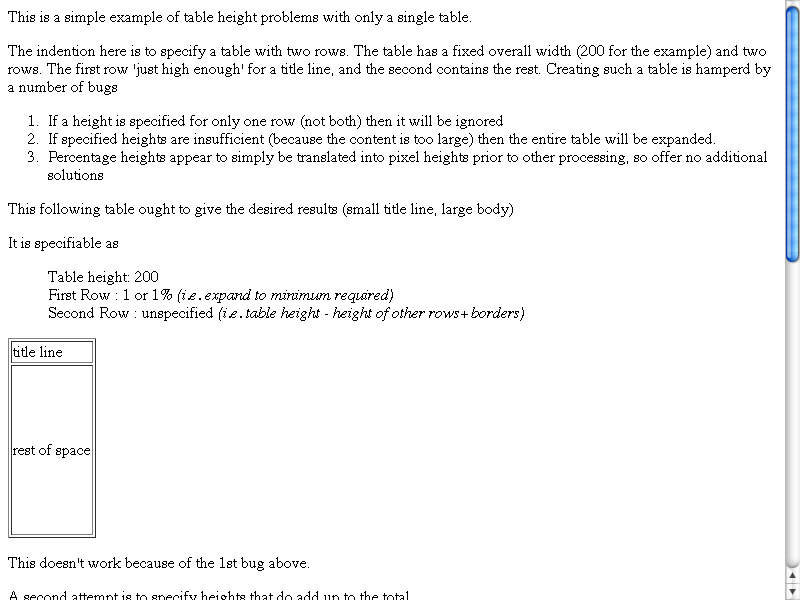 This is a simple example of table height problems with only a single table.
The indention here is to specify a table with two rows. The table has a fixed overall width (200 for the example) and two
rows. The first row 'just high enough' for a title line, and the second contains the rest. Creating such a table is hamperd by
a number of bugs
1. If a height is specified for only one row (not both) then it will be ignored
2. If specified heights are insufficient (because the content is too large) then the entire table will be expanded.
3. Percentage heights appear to simply be translated into pixel heights prior to other processing, so offer no additional
solutions
This following table ought to give the desired results (small title line, large body)
It is specifiable as
Table height: 200
First Row : 1 or 1% (i.e. expand to minimum required)
Second Row : unspecified (i.e. table height - height of other rows+borders)
title line
rest of space
This doesn't work because of the 1st bug above.
A second attempt is to specify heights that do add up to the total